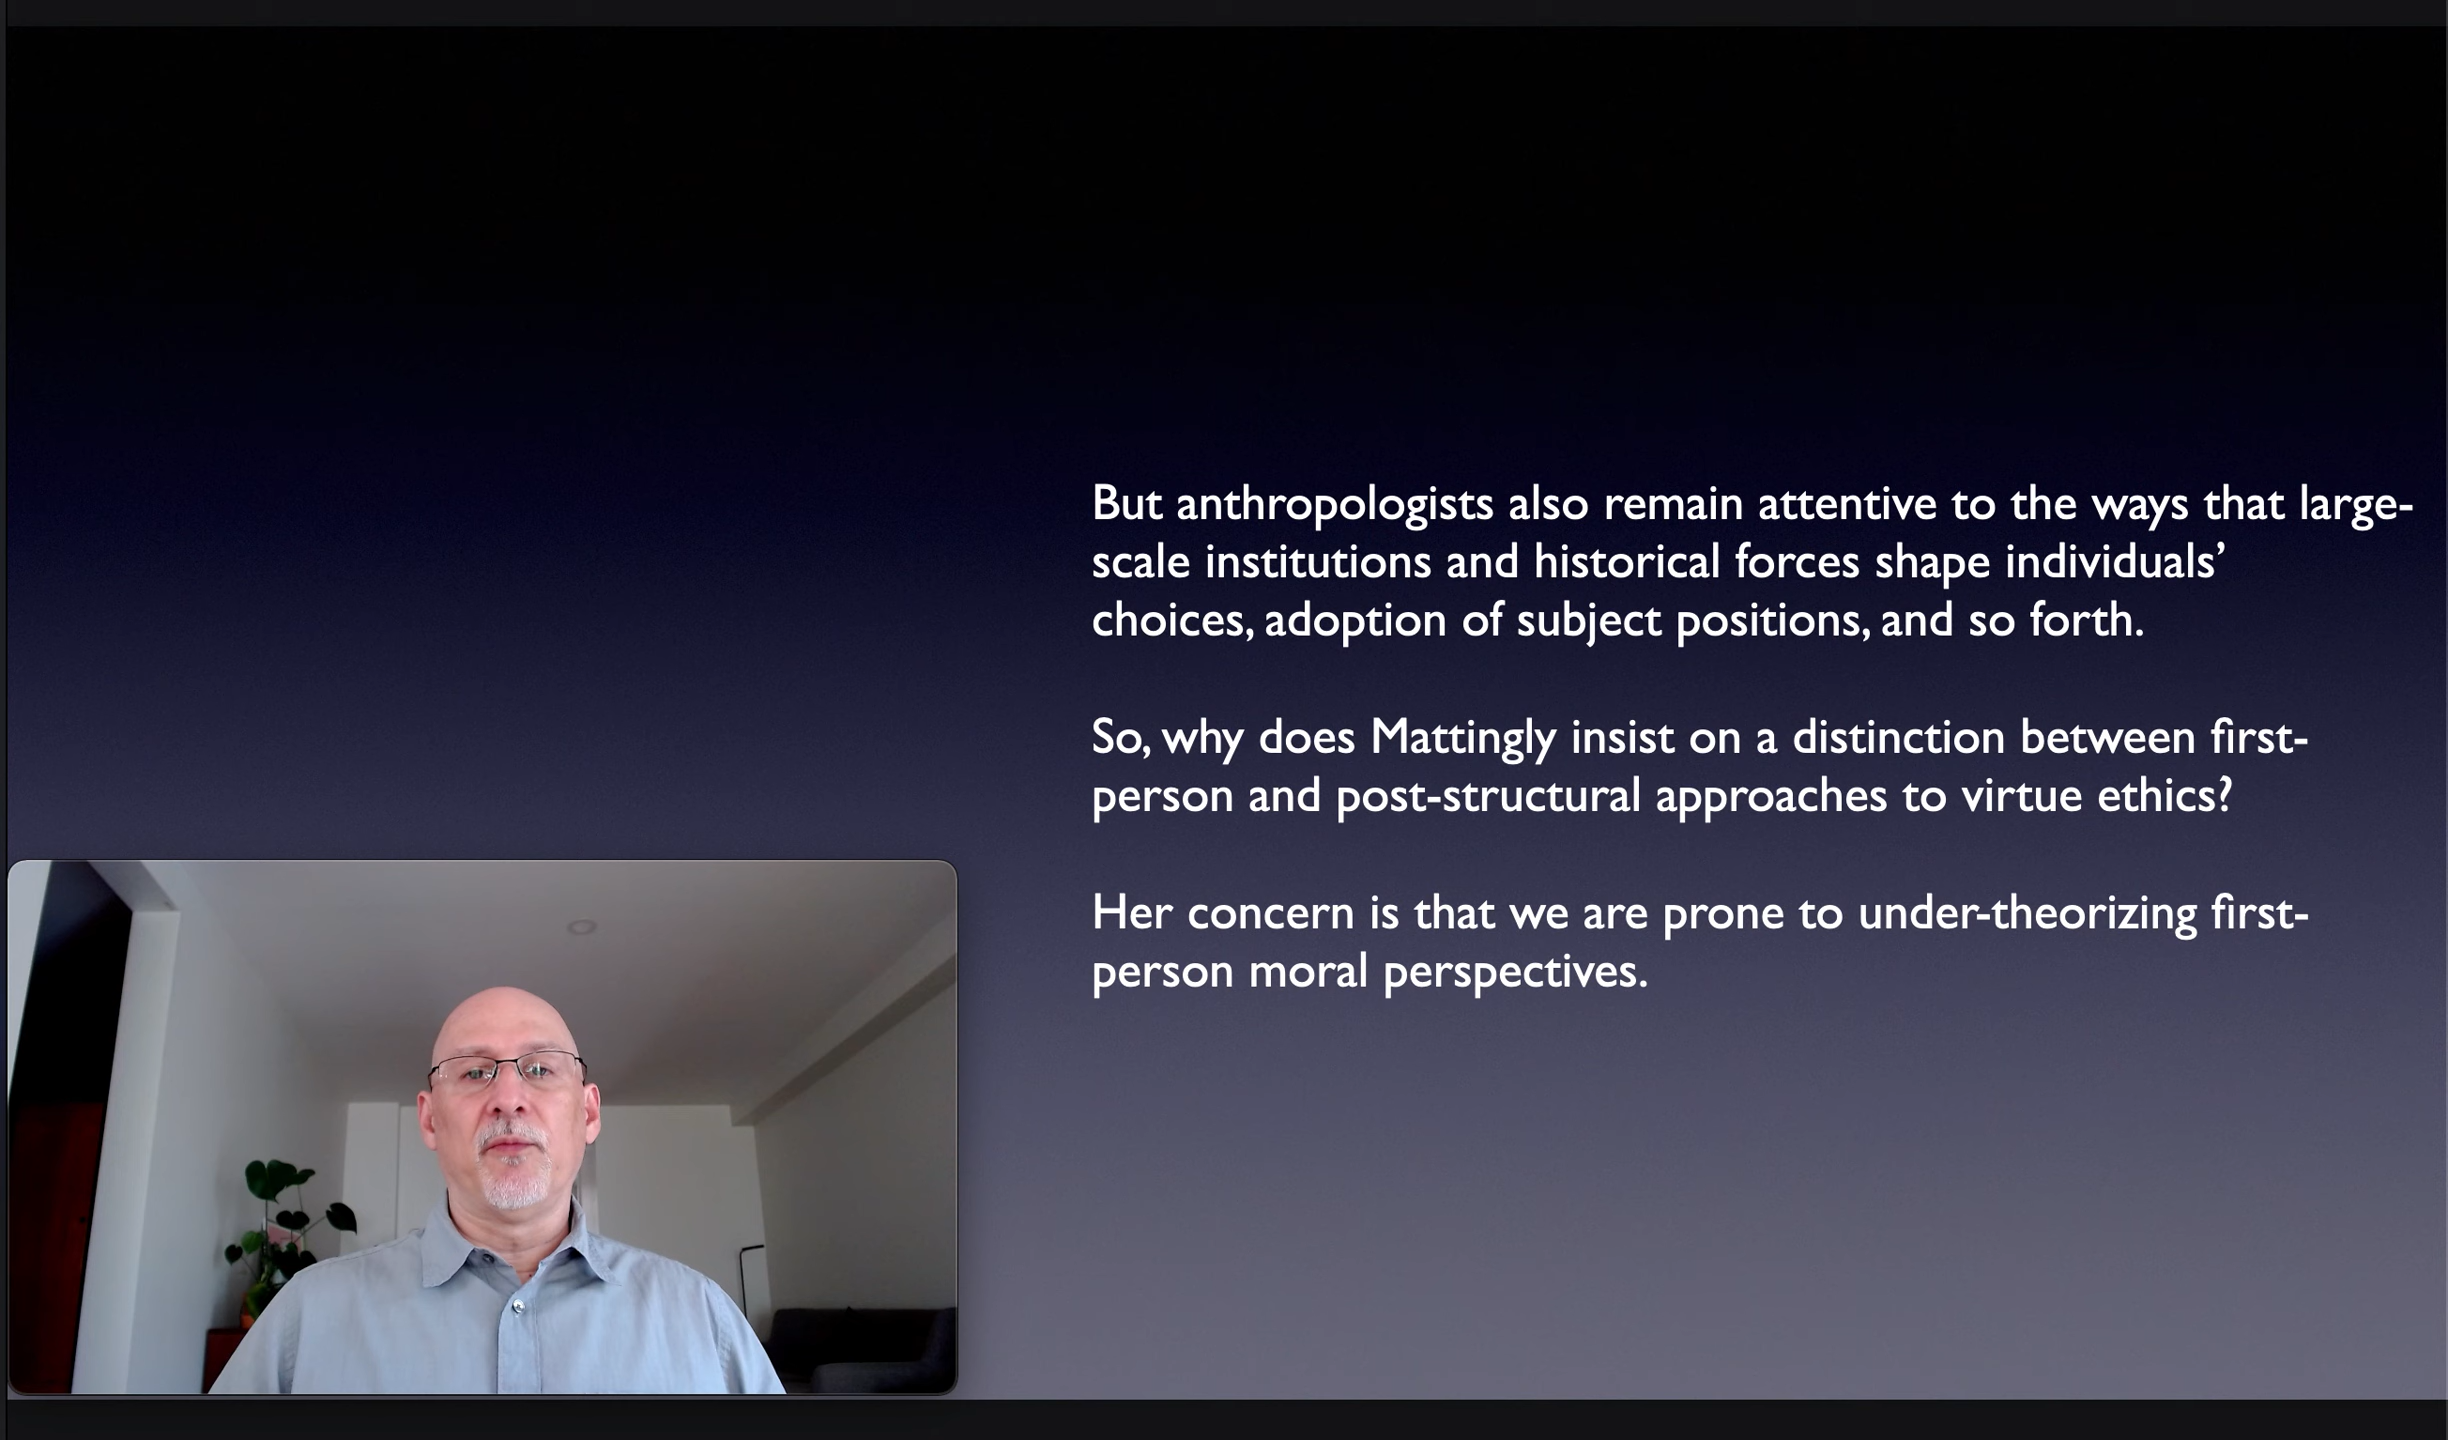 But anthropologists also remain attentive to the ways that large-
scale institutions and historical forces shape individuals’
choices, adoption of subject positions, and so forth.
So, why does Mattingly insist on a distinction between first-
person and post-structural approaches to virtue ethics?
Her concern is that we are prone to under-theorizing first-
person moral perspectives.